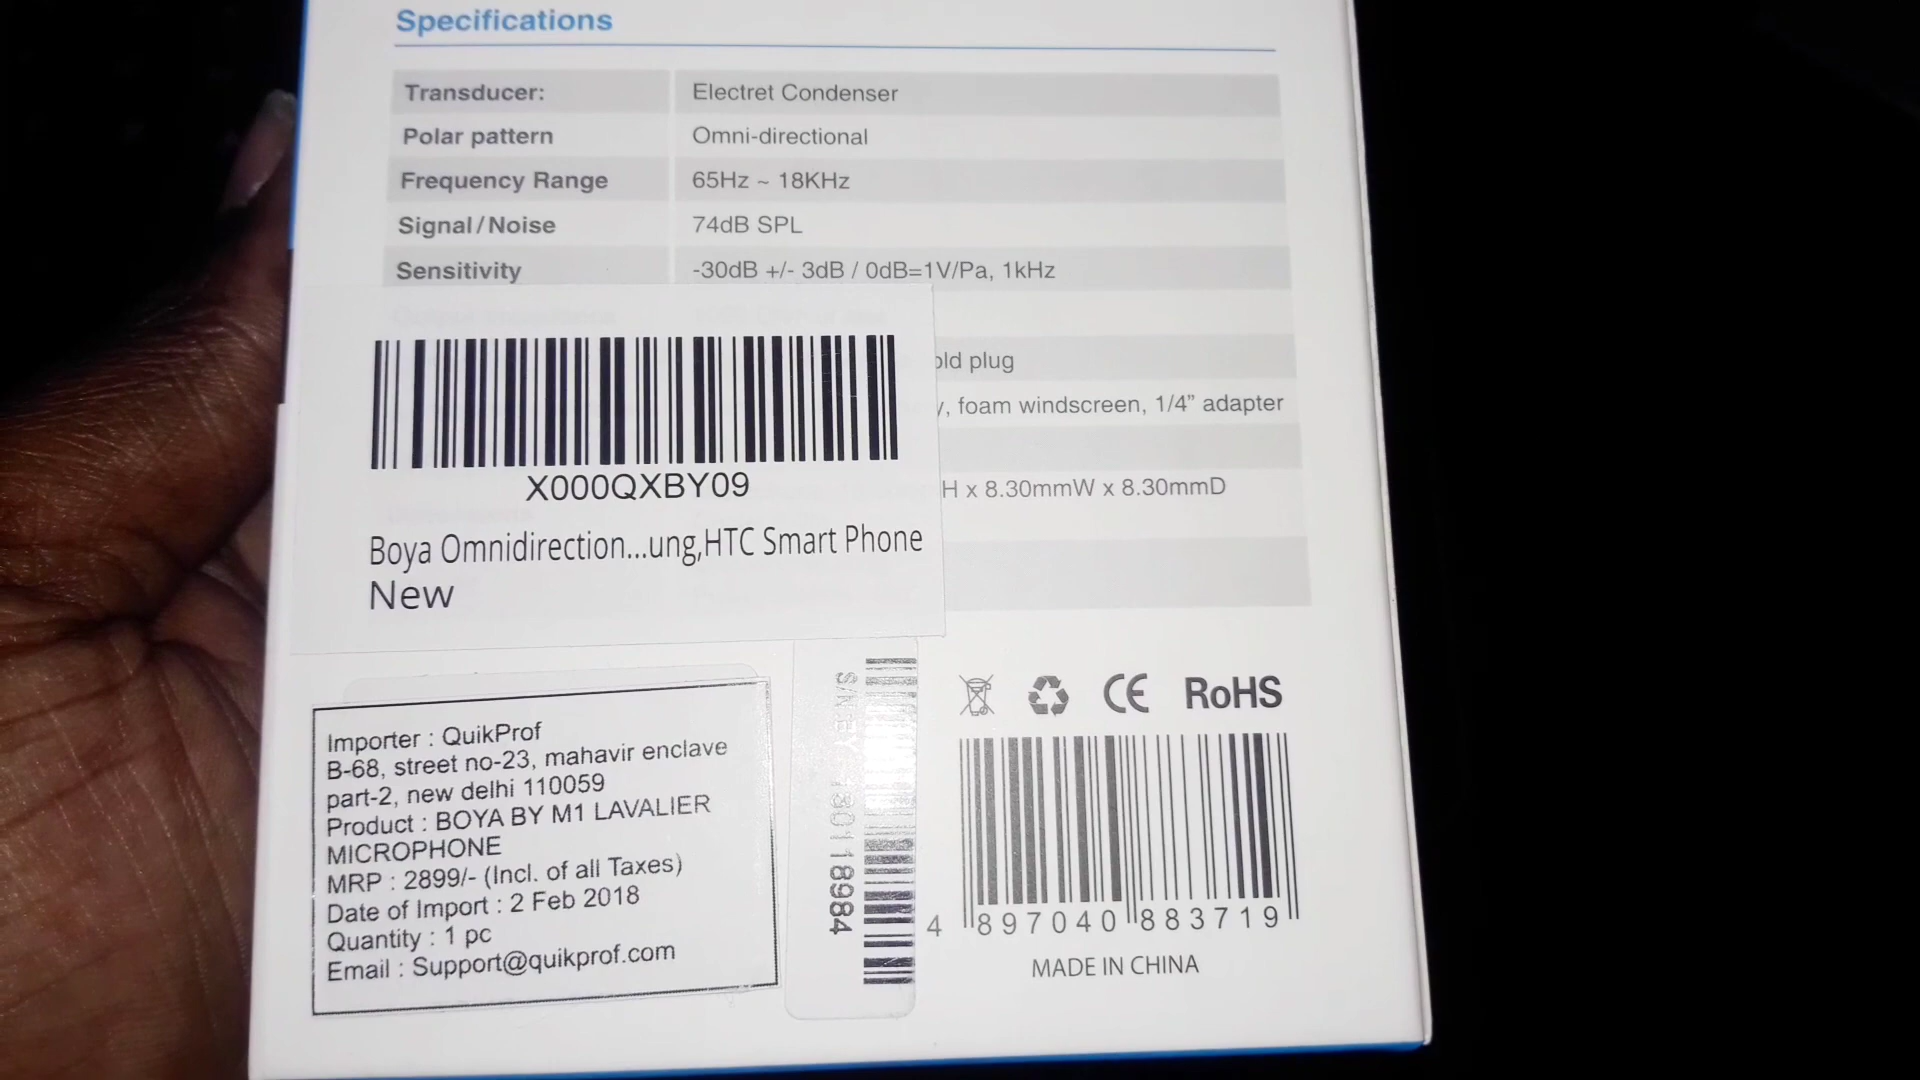 Specifications
Transducer: Electret Condenser
Polar pattern Omni-directional
Frequency Range 65Hz ~ 18KHz
Signal/Noise 74dB SPL
Sensitivity -30dB +/- 3dB / 0dB=1V/Pa, 1kHz
plug
, foam windscreen, 1/4” adapter
H x 8.30mmW x 8.30mmD
X000QXBY09
Boya Omnidirection...ung,HTC Smart Phone
New
Importer : QuikProf
B-68, street no-23, mahavir enclave
part-2, new delhi 110059
Product : BOYA BY M1 LAVALIER
MICROPHONE
MRP : 2899/- (Incl. of all Taxes)
Date of Import : 2 Feb 2018
Quantity : 1 pc
Email : Support@quikprof.com
S/N
CE RoHS
4 897040 883719
MADE IN CHINA